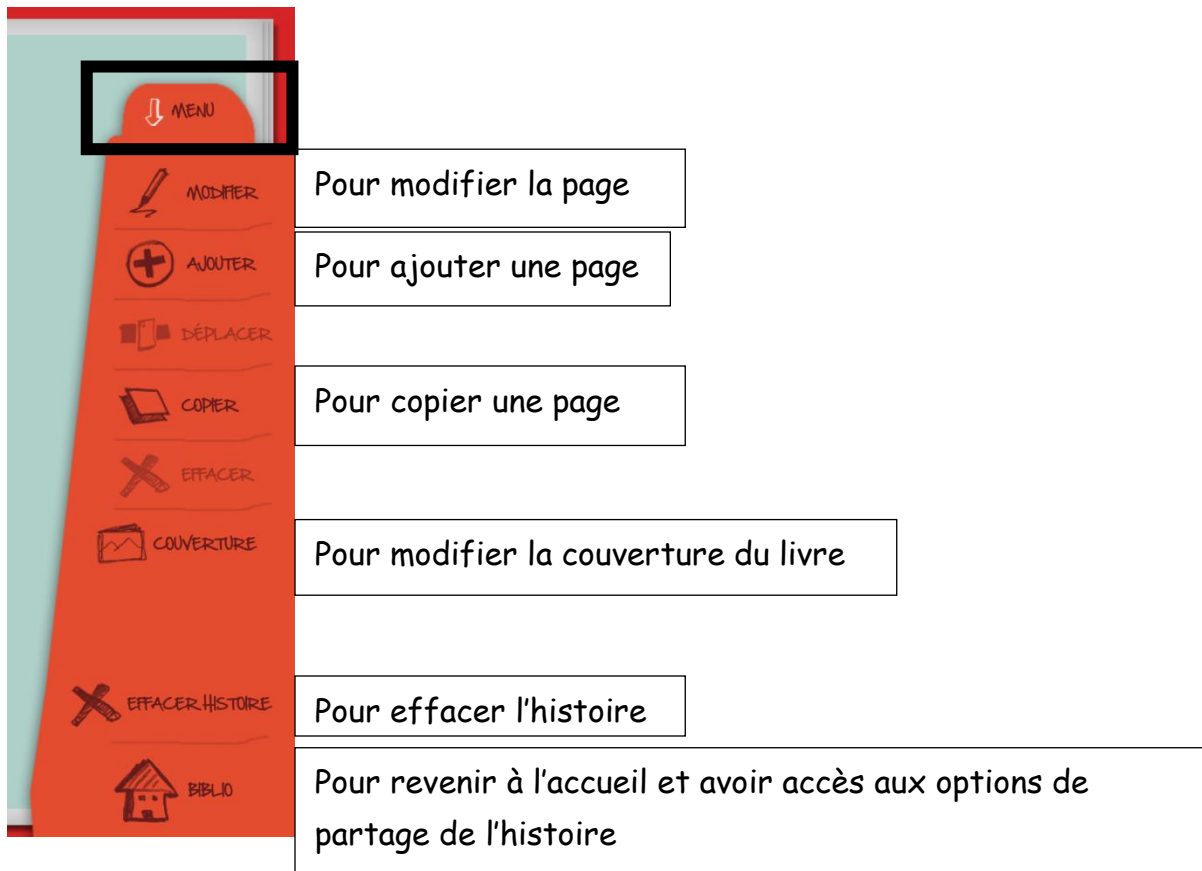 MENU
MODIFIER
Pour modifier la page
AJOUTER
Pour ajouter une page
DÉPLACER
COPIER
Pour copier une page
EFFACER
COUVERTURE
Pour modifier la couverture du livre
EFFACER HISTOIRE
Pour effacer l’histoire
BIBLIO
Pour revenir à l’accueil et avoir accès aux options de
partage de l’histoire